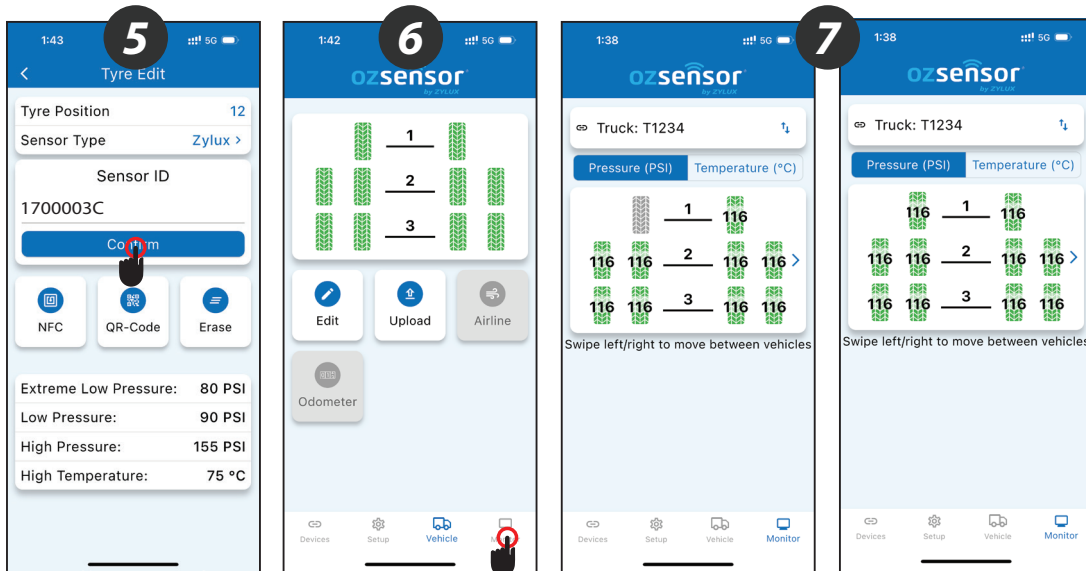 5
1:43
5G
Tyre Edit
Tyre Position 12
Sensor Type Zylux >
Sensor ID
1700003C
Confirm
NFC QR-Code Erase
Extreme Low Pressure: 80 PSI
Low Pressure: 90 PSI
High Pressure: 155 PSI
High Temperature: 75 °C
6
1:42
5G
ozsensor
by ZYLUX
1
2
3
Edit Upload Airline
Odometer
Devices Setup Vehicle
7
1:38
5G
ozsensor
by ZYLUX
Truck: T1234
Pressure (PSI) Temperature (°C)
1 116
116 116 2 116 116 >
116 116 3 116 116
Swipe left/right to move between vehicles
Devices Setup Vehicle Monitor
1:38
5G
ozsensor
by ZYLUX
Truck: T1234
Pressure (PSI) Temperature (°C)
116 1 116
116 116 2 116 116 >
116 116 3 116 116
Swipe left/right to move between vehicles
Devices Setup Vehicle Monitor